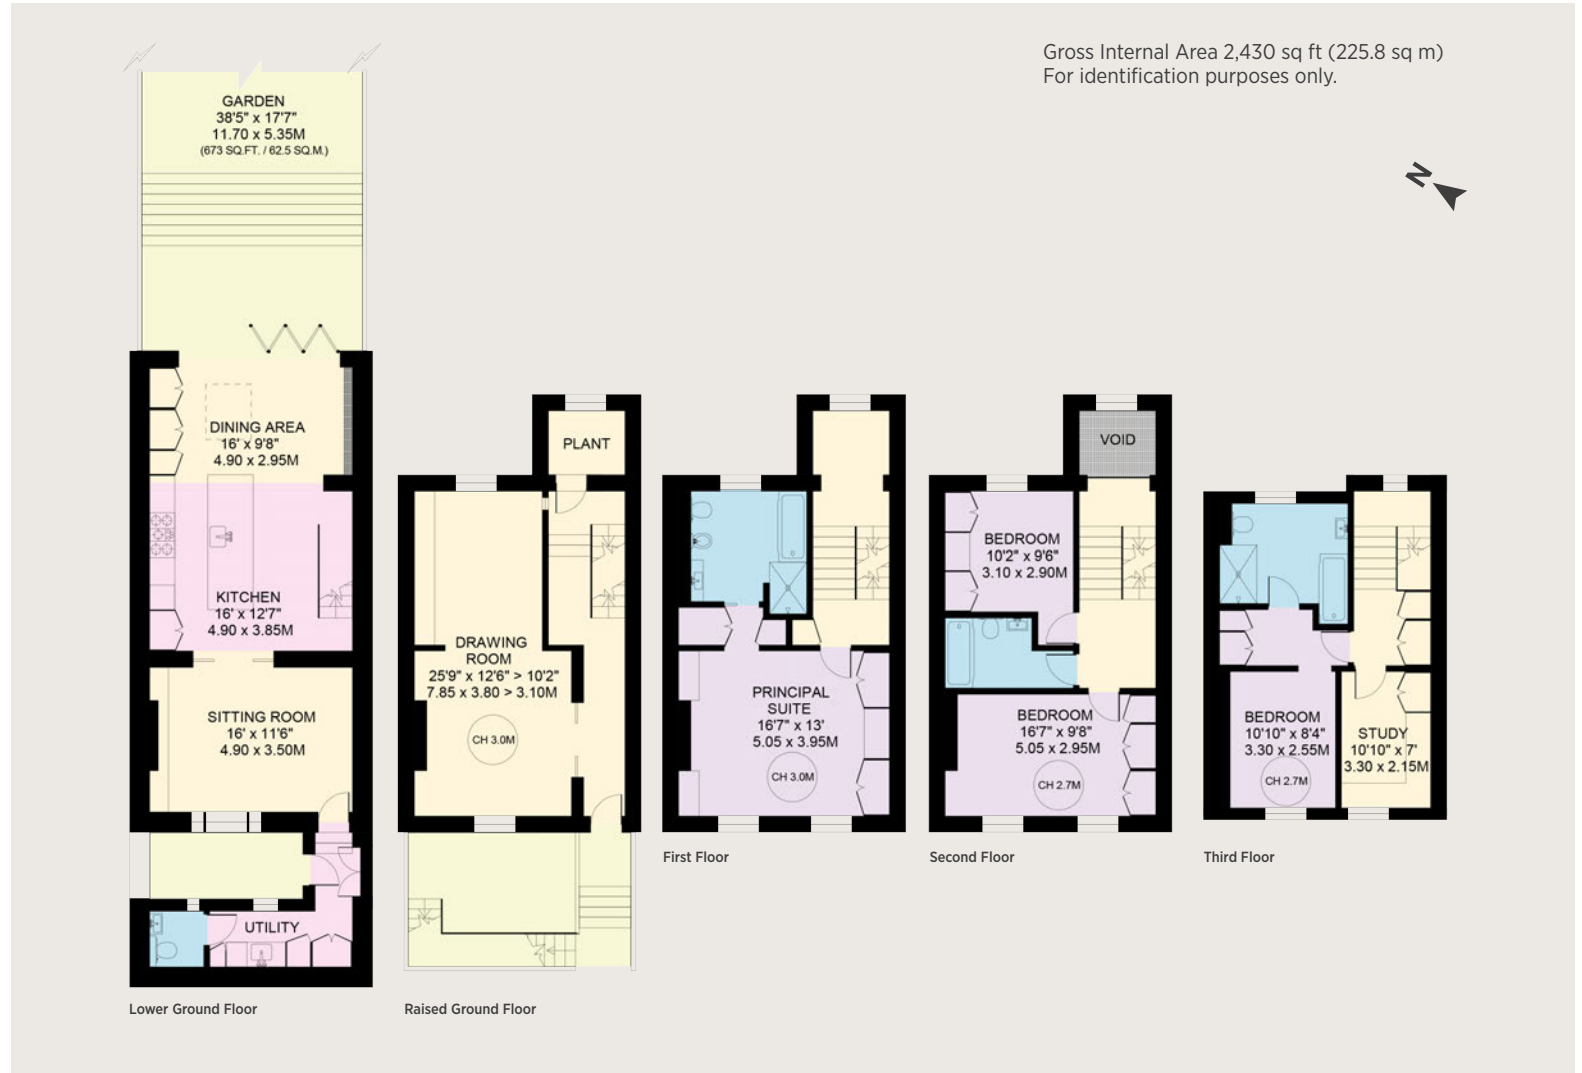 Gross Internal Area 2,430 sq ft (225.8 sq m)
For identification purposes only.
N
GARDEN
38'5" x 17'7"
11.70 x 5.35M
(673 SQ.FT. / 62.5 SQ.M.)
DINING AREA
16' x 9'8"
4.90 x 2.95M
KITCHEN
16' x 12'7"
4.90 x 3.85M
SITTING ROOM
16' x 11'6"
4.90 x 3.50M
UTILITY
Lower Ground Floor
PLANT
DRAWING
ROOM
25'9" x 12'6" > 10'2"
7.85 x 3.80 > 3.10M
CH 3.0M
Raised Ground Floor
PRINCIPAL
SUITE
16'7" x 13'
5.05 x 3.95M
CH 3.0M
First Floor
VOID
BEDROOM
10'2" x 9'6"
3.10 x 2.90M
BEDROOM
16'7" x 9'8"
5.05 x 2.95M
CH 2.7M
Second Floor
BEDROOM
10'10" x 8'4"
3.30 x 2.55M
CH 2.7M
STUDY
10'10" x 7'
3.30 x 2.15M
Third Floor